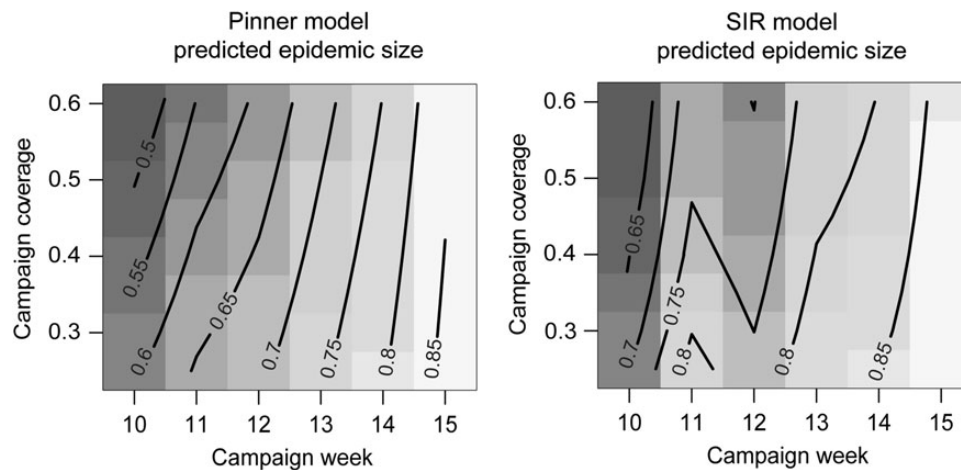 Pinner model
predicted epidemic size
Campaign coverage
0.6
0.5
0.4
0.3
0.5
0.55
0.6
0.65
0.7
0.75
0.8
0.85
10 11 12 13 14 15
Campaign week
SIR model
predicted epidemic size
Campaign coverage
0.6
0.5
0.4
0.3
0.65
0.7
0.75
0.8
0.8
0.85
10 11 12 13 14 15
Campaign week